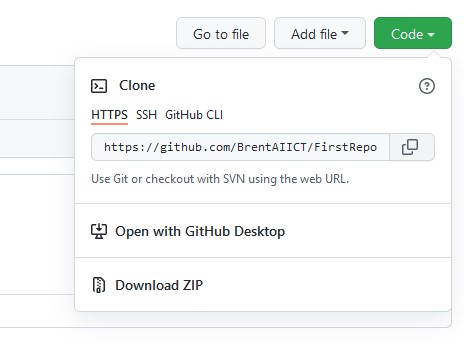 Go to file Add file Code
Clone
HTTPS SSH GitHub CLI
https://github.com/BrentAIICT/FirstRepo
Use Git or checkout with SVN using the web URL.
Open with GitHub Desktop
Download ZIP